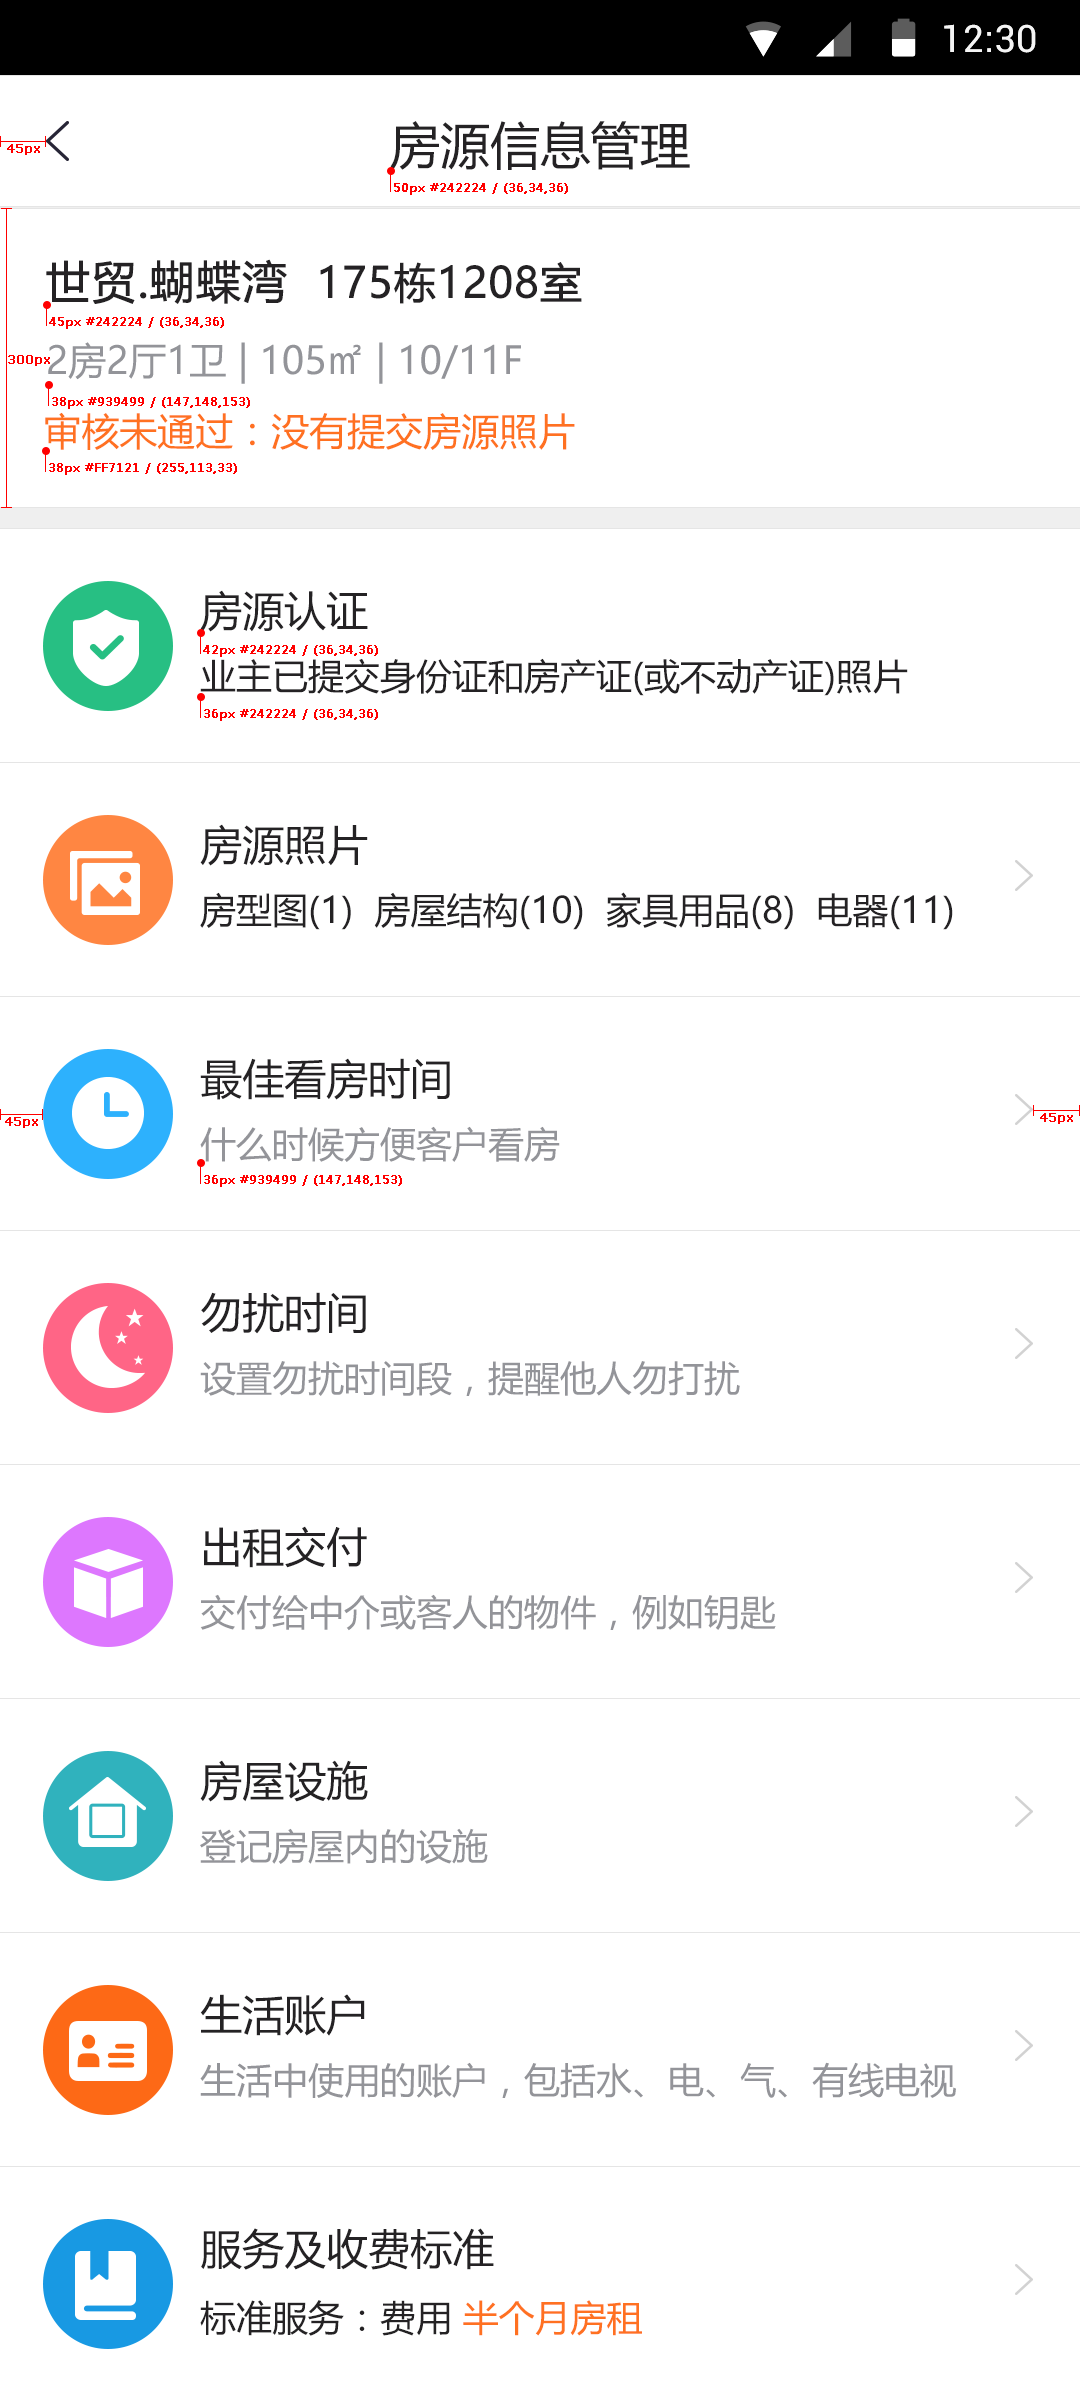 12:30
45px
房源信息管理
50px #242224 / (36,34,36)
世贸.蝴蝶湾 175栋1208室
45px #242224 / (36,34,36)
300px
2房2厅1卫 | 105㎡ | 10/11F
38px #939499 / (147,148,153)
审核未通过：没有提交房源照片
38px #FF7121 / (255,113,33)
房源认证
42px #242224 / (36,34,36)
业主已提交身份证和房产证(或不动产证)照片
36px #242224 / (36,34,36)
房源照片
房型图(1) 房屋结构(10) 家具用品(8) 电器(11)
最佳看房时间
45px
45px
什么时候方便客户看房
36px #939499 / (147,148,153)
勿扰时间
设置勿扰时间段，提醒他人勿打扰
出租交付
交付给中介或客人的物件，例如钥匙
房屋设施
登记房屋内的设施
生活账户
生活中使用的账户，包括水、电、气、有线电视
服务及收费标准
标准服务：费用 半个月房租